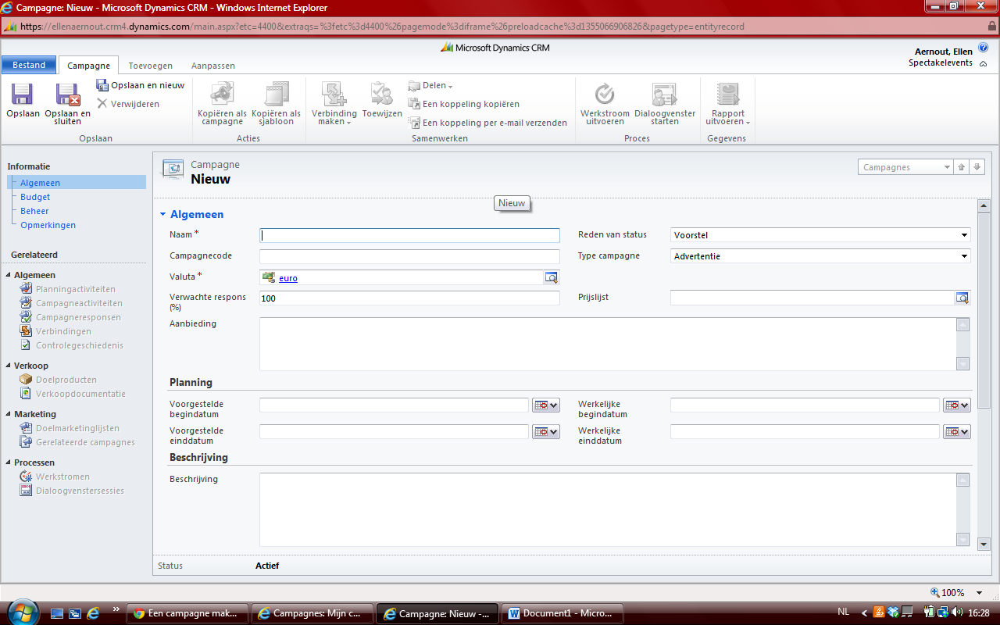 Campagne: Nieuw - Microsoft Dynamics CRM - Windows Internet Explorer
https://ellenaernout.crm4.dynamics.com/main.aspx?etc=4400&extraqs=%3fetc%3d4400%26pagemode%3diframe%26preloadcache%3d1355066906826&pagetype=entityrecord
Microsoft Dynamics CRM
Aernout, Ellen
Spectakelevents
Bestand Campagne Toevoegen Aanpassen
Opslaan
Opslaan en
sluiten
Opslaan en nieuw
Verwijderen
Opslaan
Kopiëren als
campagne
Kopiëren als
sjabloon
Acties
Verbinding
maken
Toewijzen
Delen
Een koppeling kopiëren
Een koppeling per e-mail verzenden
Samenwerken
Werkstroom
uitvoeren
Dialoogvenster
starten
Proces
Rapport
uitvoeren
Gegevens
Informatie
Algemeen
Budget
Beheer
Opmerkingen
Gerelateerd
Algemeen
Planningactiviteiten
Campagneactiviteiten
Campagneresponsen
Verbindingen
Controlegeschiedenis
Verkoop
Doelproducten
Verkoopdocumentatie
Marketing
Doelmarketinglijsten
Gerelateerde campagnes
Processen
Werkstromen
Dialoogvenstersessies
Campagne
Nieuw
Campagnes
Nieuw
Algemeen
Naam *
Reden van status Voorstel
Campagnecode
Type campagne Advertentie
Valuta * euro
Verwachte respons
(%)
100
Prijslijst
Aanbieding
Planning
Voorgestelde
begindatum
Werkelijke
begindatum
Voorgestelde
einddatum
Werkelijke
einddatum
Beschrijving
Beschrijving
Status Actief
100%
Een campagne mak...
Campagnes: Mijn c...
Campagne: Nieuw -...
Document1 - Micro...
NL
16:28